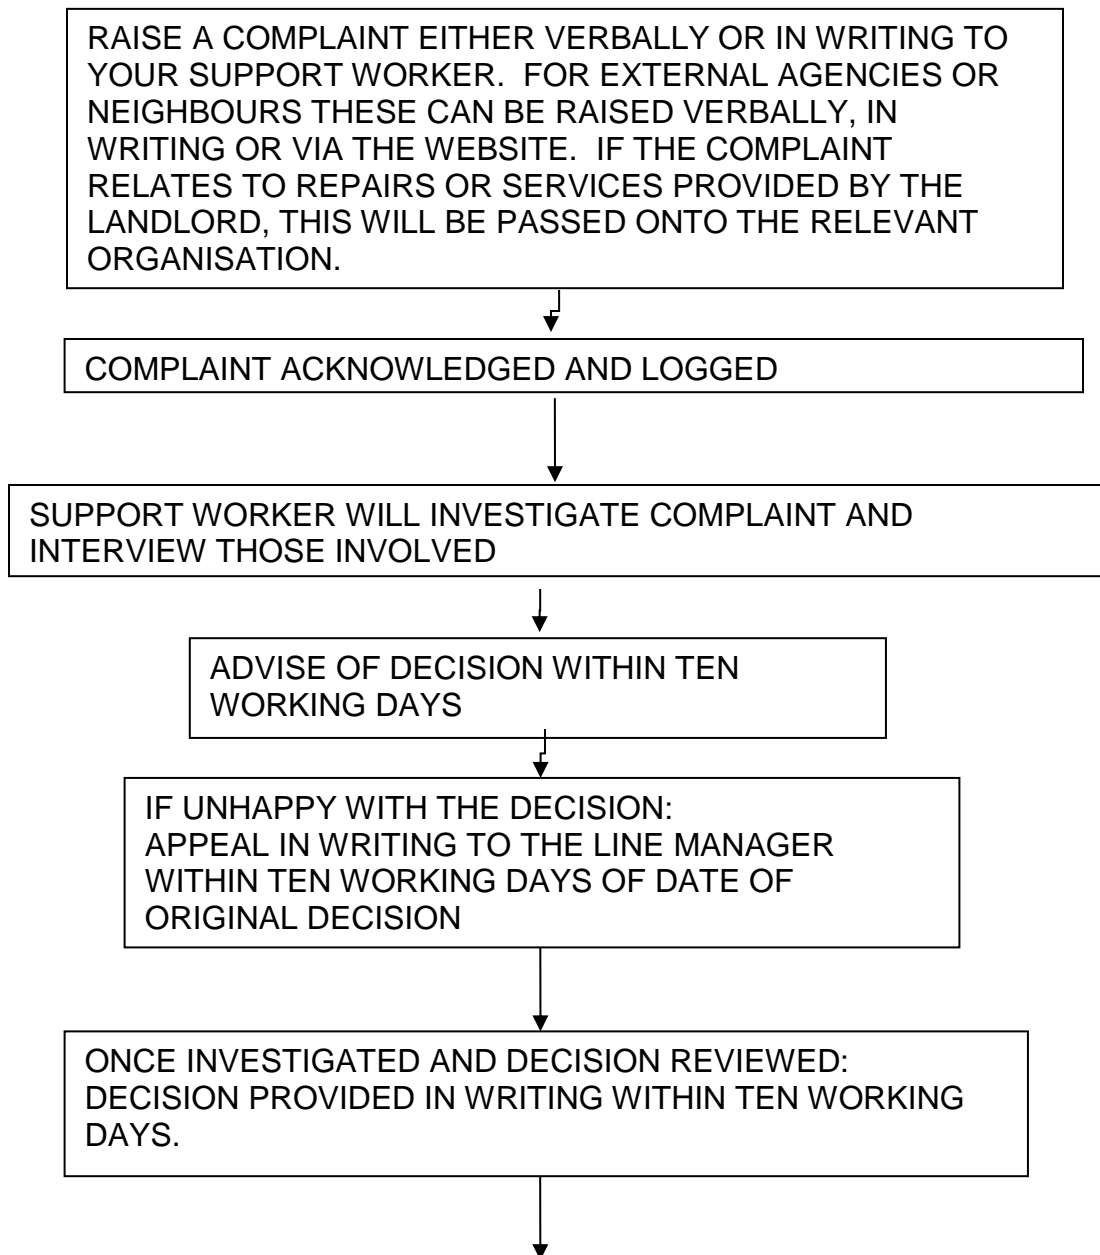 RAISE A COMPLAINT EITHER VERBALLY OR IN WRITING TO
YOUR SUPPORT WORKER.  FOR EXTERNAL AGENCIES OR
NEIGHBOURS THESE CAN BE RAISED VERBALLY, IN
WRITING OR VIA THE WEBSITE.  IF THE COMPLAINT
RELATES TO REPAIRS OR SERVICES PROVIDED BY THE
LANDLORD, THIS WILL BE PASSED ONTO THE RELEVANT
ORGANISATION.
COMPLAINT ACKNOWLEDGED AND LOGGED
SUPPORT WORKER WILL INVESTIGATE COMPLAINT AND
INTERVIEW THOSE INVOLVED
ADVISE OF DECISION WITHIN TEN
WORKING DAYS
IF UNHAPPY WITH THE DECISION:
APPEAL IN WRITING TO THE LINE MANAGER
WITHIN TEN WORKING DAYS OF DATE OF
ORIGINAL DECISION
ONCE INVESTIGATED AND DECISION REVIEWED:
DECISION PROVIDED IN WRITING WITHIN TEN WORKING
DAYS.